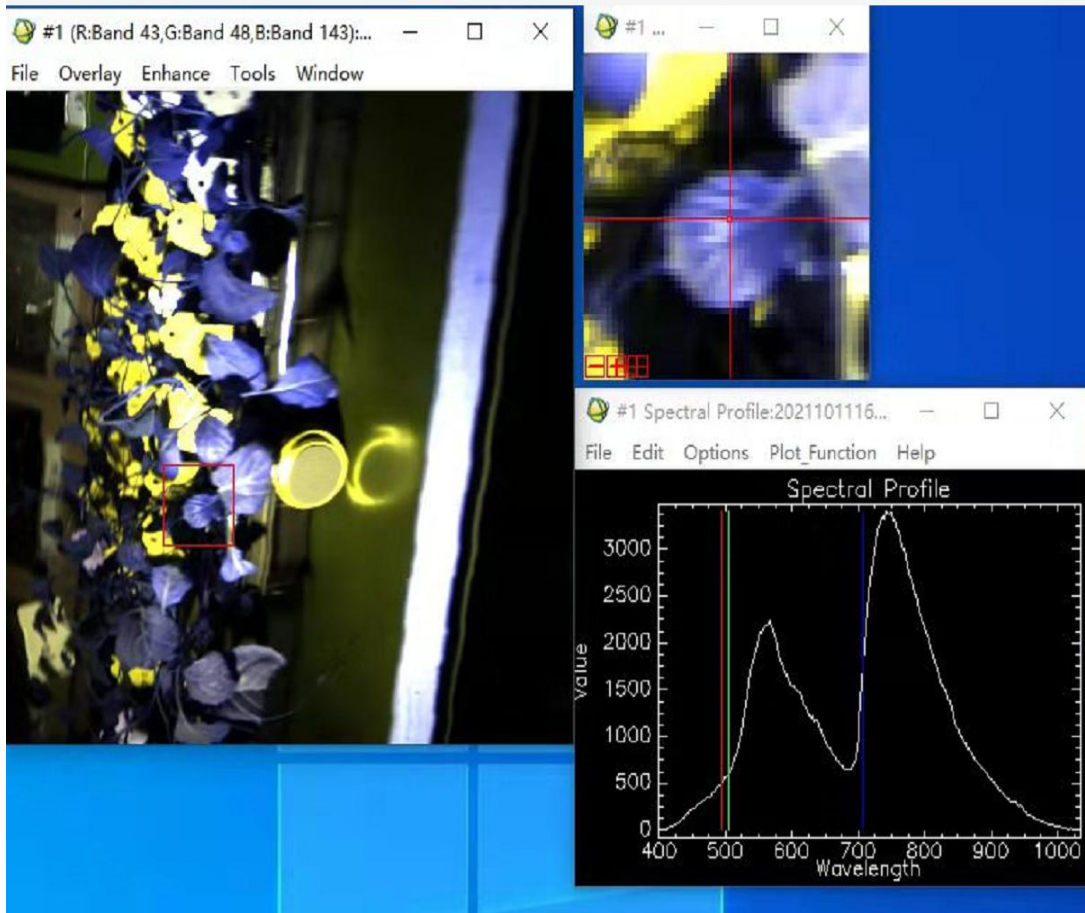 #1 (R:Band 43,G:Band 48,B:Band 143):...
File Overlay Enhance Tools Window
#1 ...
#1 Spectral Profile:2021101116...
File Edit Options Plot_Function Help
Spectral Profile
Value
3000
2500
2000
1500
1000
500
0
400 500 600 700 800 900 1000
Wavelength